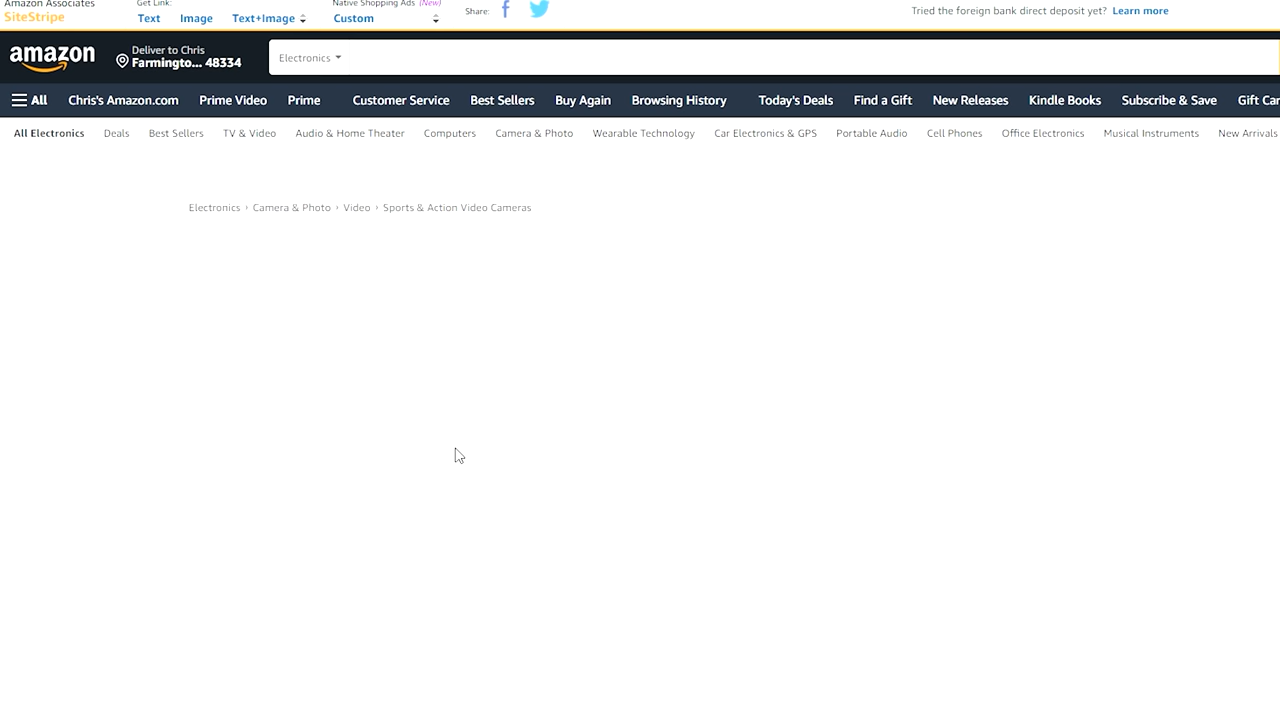 Amazon Associates Get Link: Native Shopping Ads (New) Share: Tried the foreign bank direct deposit yet? Learn more
SiteStripe Text Image Text+Image Custom
amazon Deliver to Chris Electronics
Farmingto... 48334
All Chris's Amazon.com Prime Video Prime Customer Service Best Sellers Buy Again Browsing History Today's Deals Find a Gift New Releases Kindle Books Subscribe & Save Gift Car
All Electronics Deals Best Sellers TV & Video Audio & Home Theater Computers Camera & Photo Wearable Technology Car Electronics & GPS Portable Audio Cell Phones Office Electronics Musical Instruments New Arrivals
Electronics › Camera & Photo › Video › Sports & Action Video Cameras